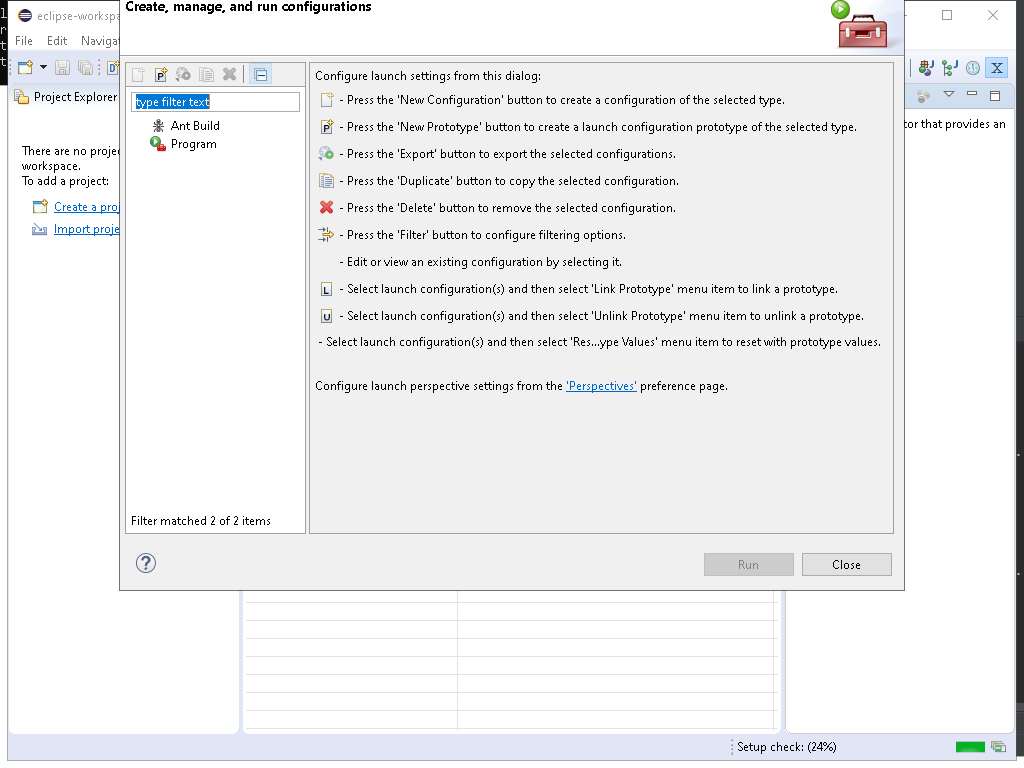 Create, manage, and run configurations
eclipse-workspa
File Edit Naviga
Project Explorer
There are no proje
workspace.
To add a project:
Create a proj
Import proje
type filter text
Ant Build
Program
Filter matched 2 of 2 items
Configure launch settings from this dialog:
- Press the 'New Configuration' button to create a configuration of the selected type.
- Press the 'New Prototype' button to create a launch configuration prototype of the selected type.
- Press the 'Export' button to export the selected configurations.
- Press the 'Duplicate' button to copy the selected configuration.
- Press the 'Delete' button to remove the selected configuration.
- Press the 'Filter' button to configure filtering options.
- Edit or view an existing configuration by selecting it.
- Select launch configuration(s) and then select 'Link Prototype' menu item to link a prototype.
- Select launch configuration(s) and then select 'Unlink Prototype' menu item to unlink a prototype.
- Select launch configuration(s) and then select 'Res...ype Values' menu item to reset with prototype values.
Configure launch perspective settings from the 'Perspectives' preference page.
tor that provides an
Run Close
Setup check: (24%)